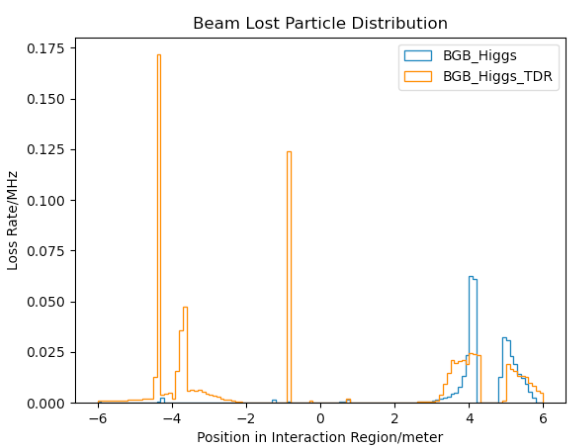 Beam Lost Particle Distribution
BGB_Higgs
BGB_Higgs_TDR
Loss Rate/MHz
0.175
0.150
0.125
0.100
0.075
0.050
0.025
0.000
−6 −4 −2 0 2 4 6
Position in Interaction Region/meter